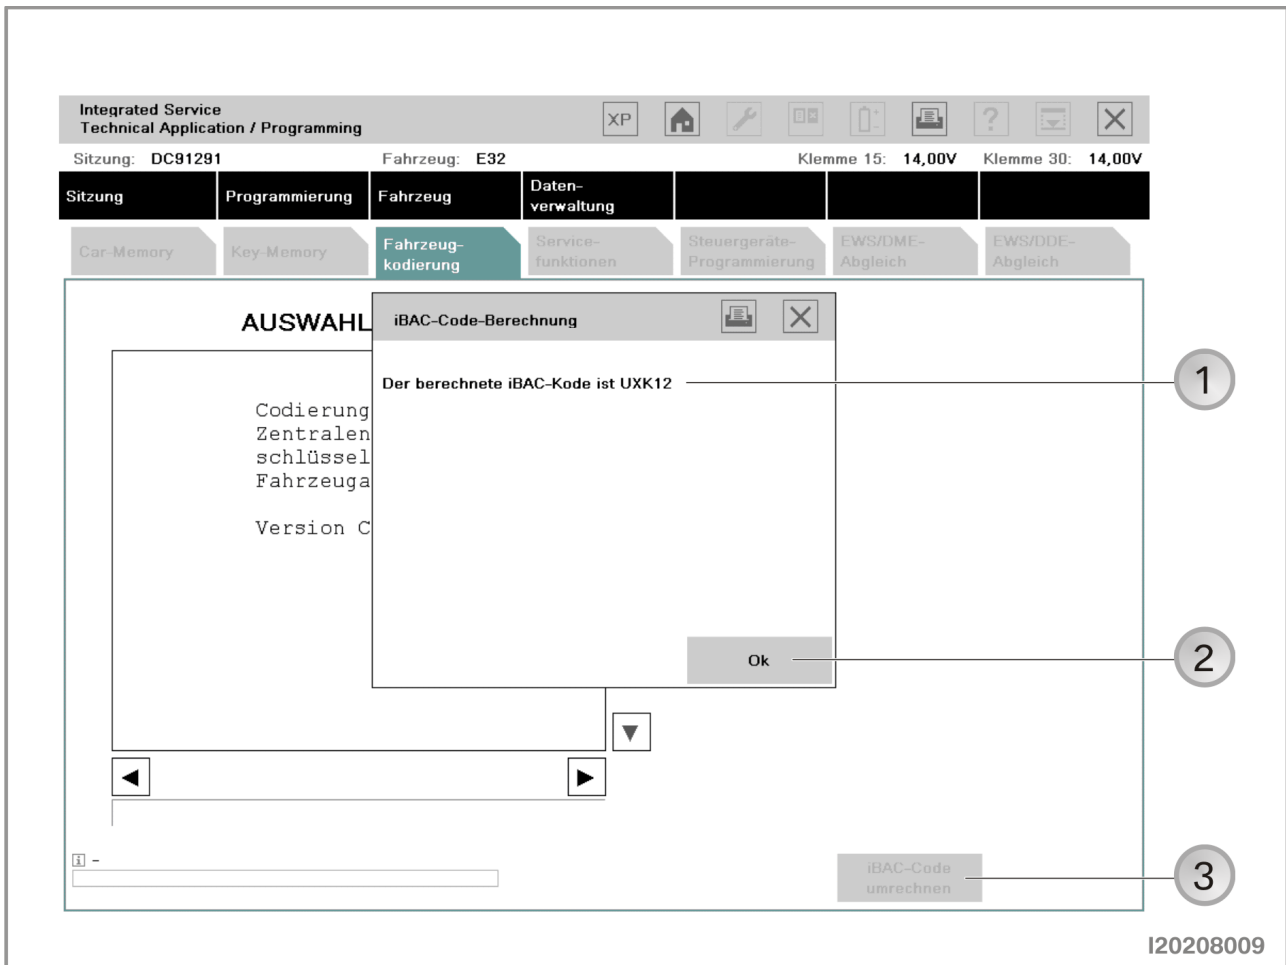 Integrated Service
Technical Application / Programming
XP
?
Sitzung: DC91291 Fahrzeug: E32 Klemme 15: 14,00V Klemme 30: 14,00V
Sitzung Programmierung Fahrzeug Daten-
verwaltung
Car-Memory Key-Memory Fahrzeug-
kodierung Service-
funktionen Steuergeräte-
Programmierung EWS/DME-
Abgleich EWS/DDE-
Abgleich
AUSWAHL
iBAC-Code-Berechnung
Der berechnete iBAC-Kode ist UXK12
1
Codierung
Zentralen
schlüssel
Fahrzeuga
Version C
Ok
2
i -
iBAC-Code
umrechnen
3
I20208009